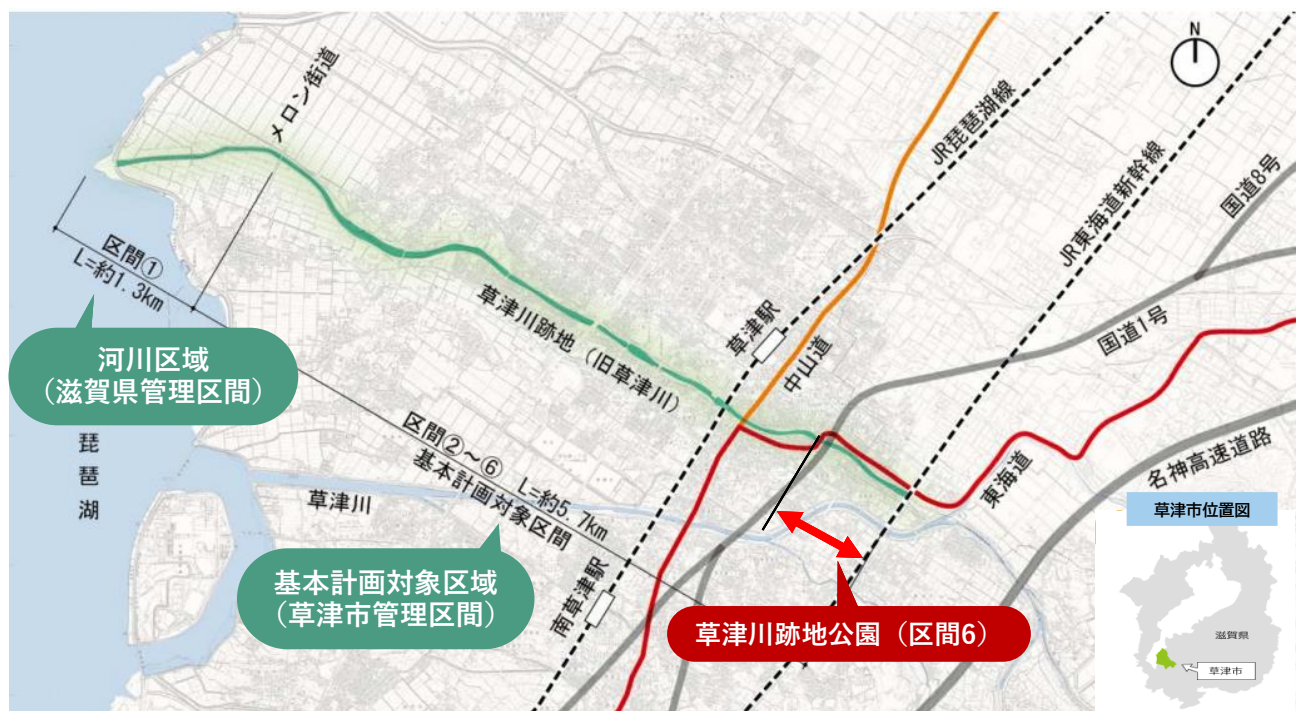 N
メロン街道
JR琵琶湖線
JR東海道新幹線
国道8号
区間①
L=約1.3km
草津川跡地（旧草津川）
草津駅
中山道
国道1号
河川区域
（滋賀県管理区間）
琵琶湖
区間②～⑥ L=約5.7km
基本計画対象区間
草津川
東海道
名神高速道路
基本計画対象区域
（草津市管理区間）
南草津駅
草津川跡地公園（区間6）
草津市位置図
滋賀県
草津市